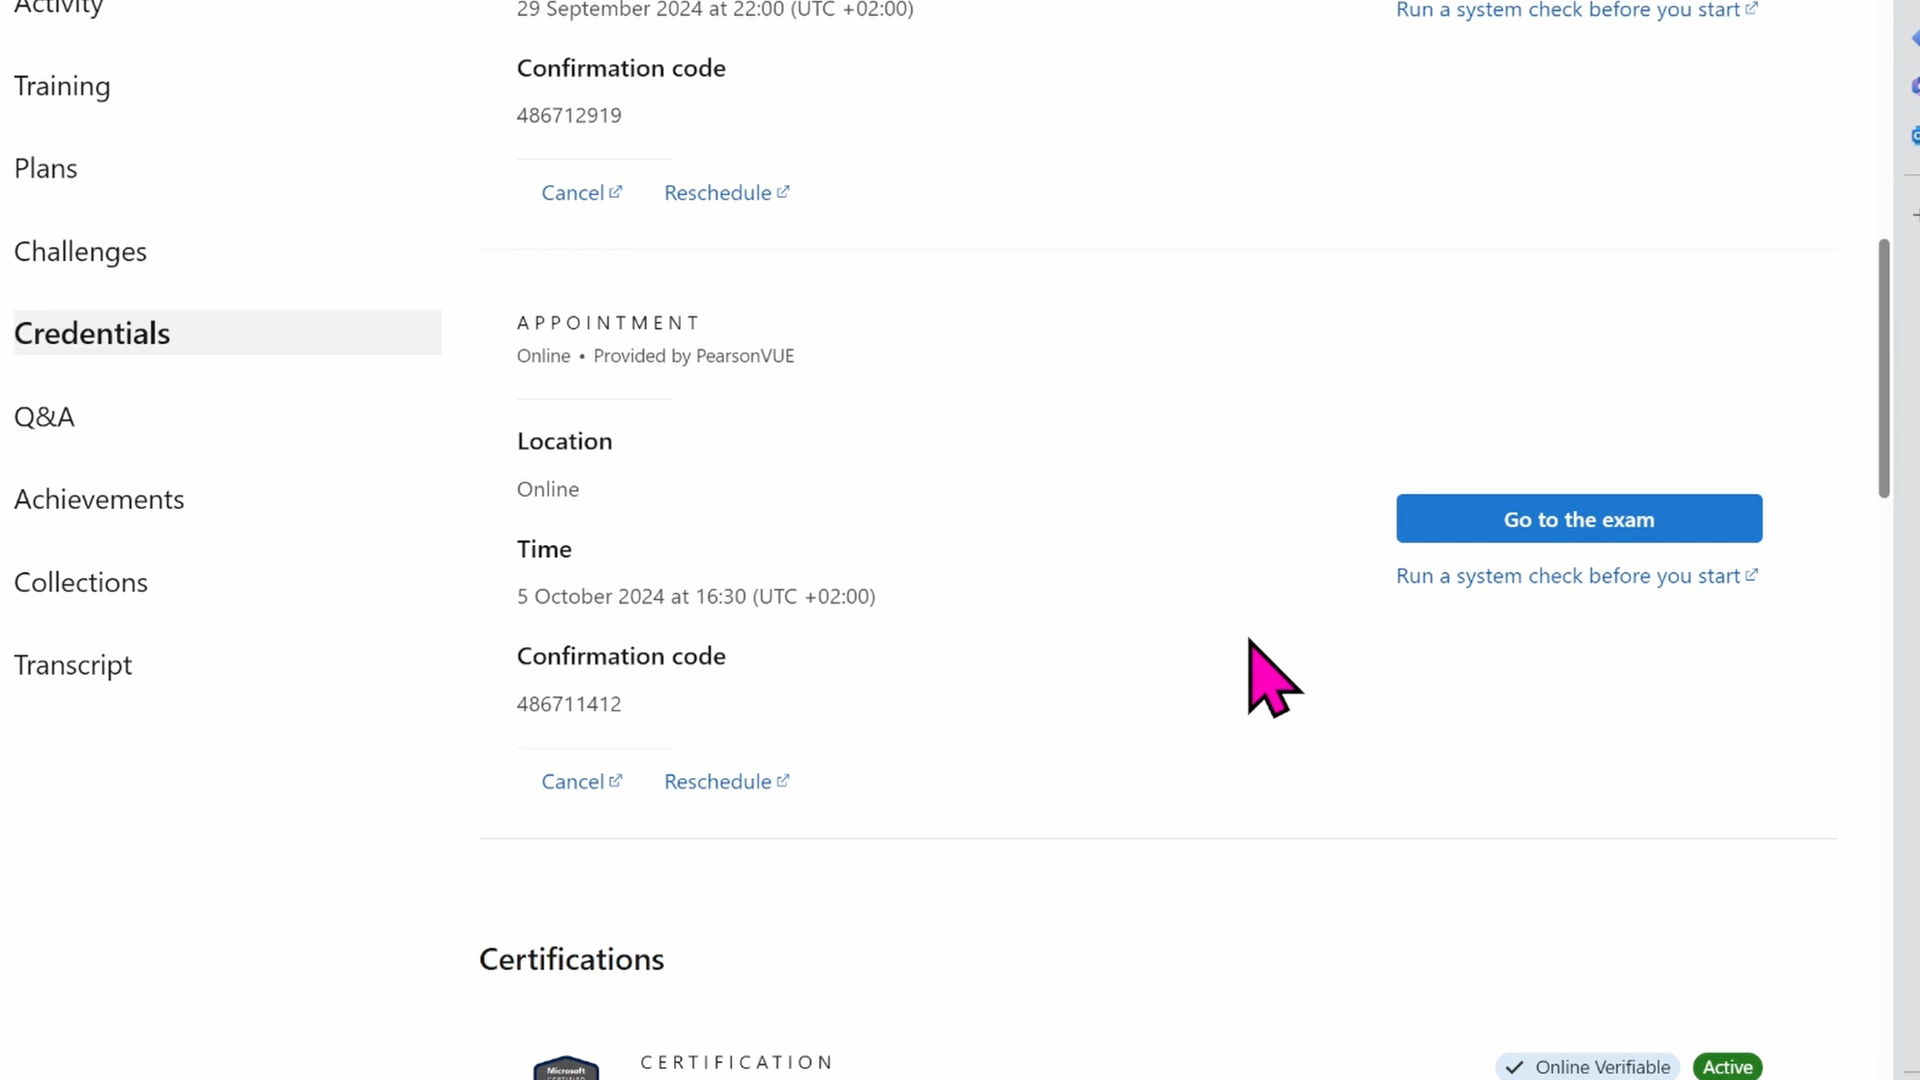 Activity
Training
Plans
Challenges
Credentials
Q&A
Achievements
Collections
Transcript
29 September 2024 at 22:00 (UTC +02:00)
Run a system check before you start
Confirmation code
486712919
Cancel
Reschedule
APPOINTMENT
Online • Provided by PearsonVUE
Location
Online
Time
5 October 2024 at 16:30 (UTC +02:00)
Go to the exam
Run a system check before you start
Confirmation code
486711412
Cancel
Reschedule
Certifications
Microsoft
CERTIFIED
CERTIFICATION
Online Verifiable
Active